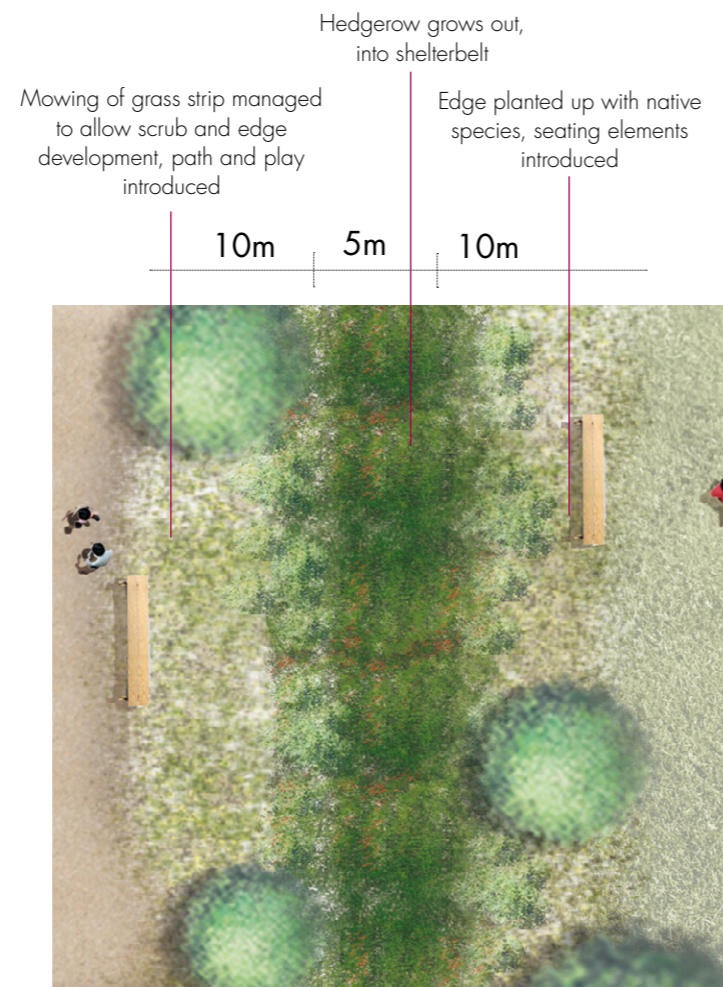 Hedgerow grows out,
into shelterbelt
Mowing of grass strip managed
to allow scrub and edge
development, path and play
introduced
Edge planted up with native
species, seating elements
introduced
10m 5m 10m